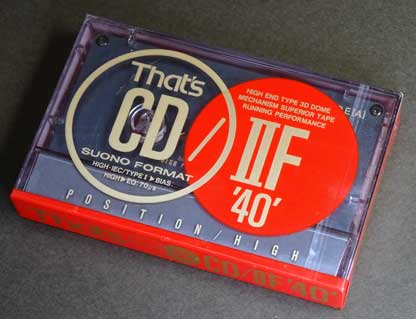 That's
CD/IIF
'40'
SUONO FORMAT
HIGH (IEC/TYPE II) BIAS
HIGH EQ: 70μs
HIGH END TYPE 3D DOME
MECHANISM SUPERIOR TAPE
RUNNING PERFORMANCE
POSITION/HIGH
CD/IIF '40'